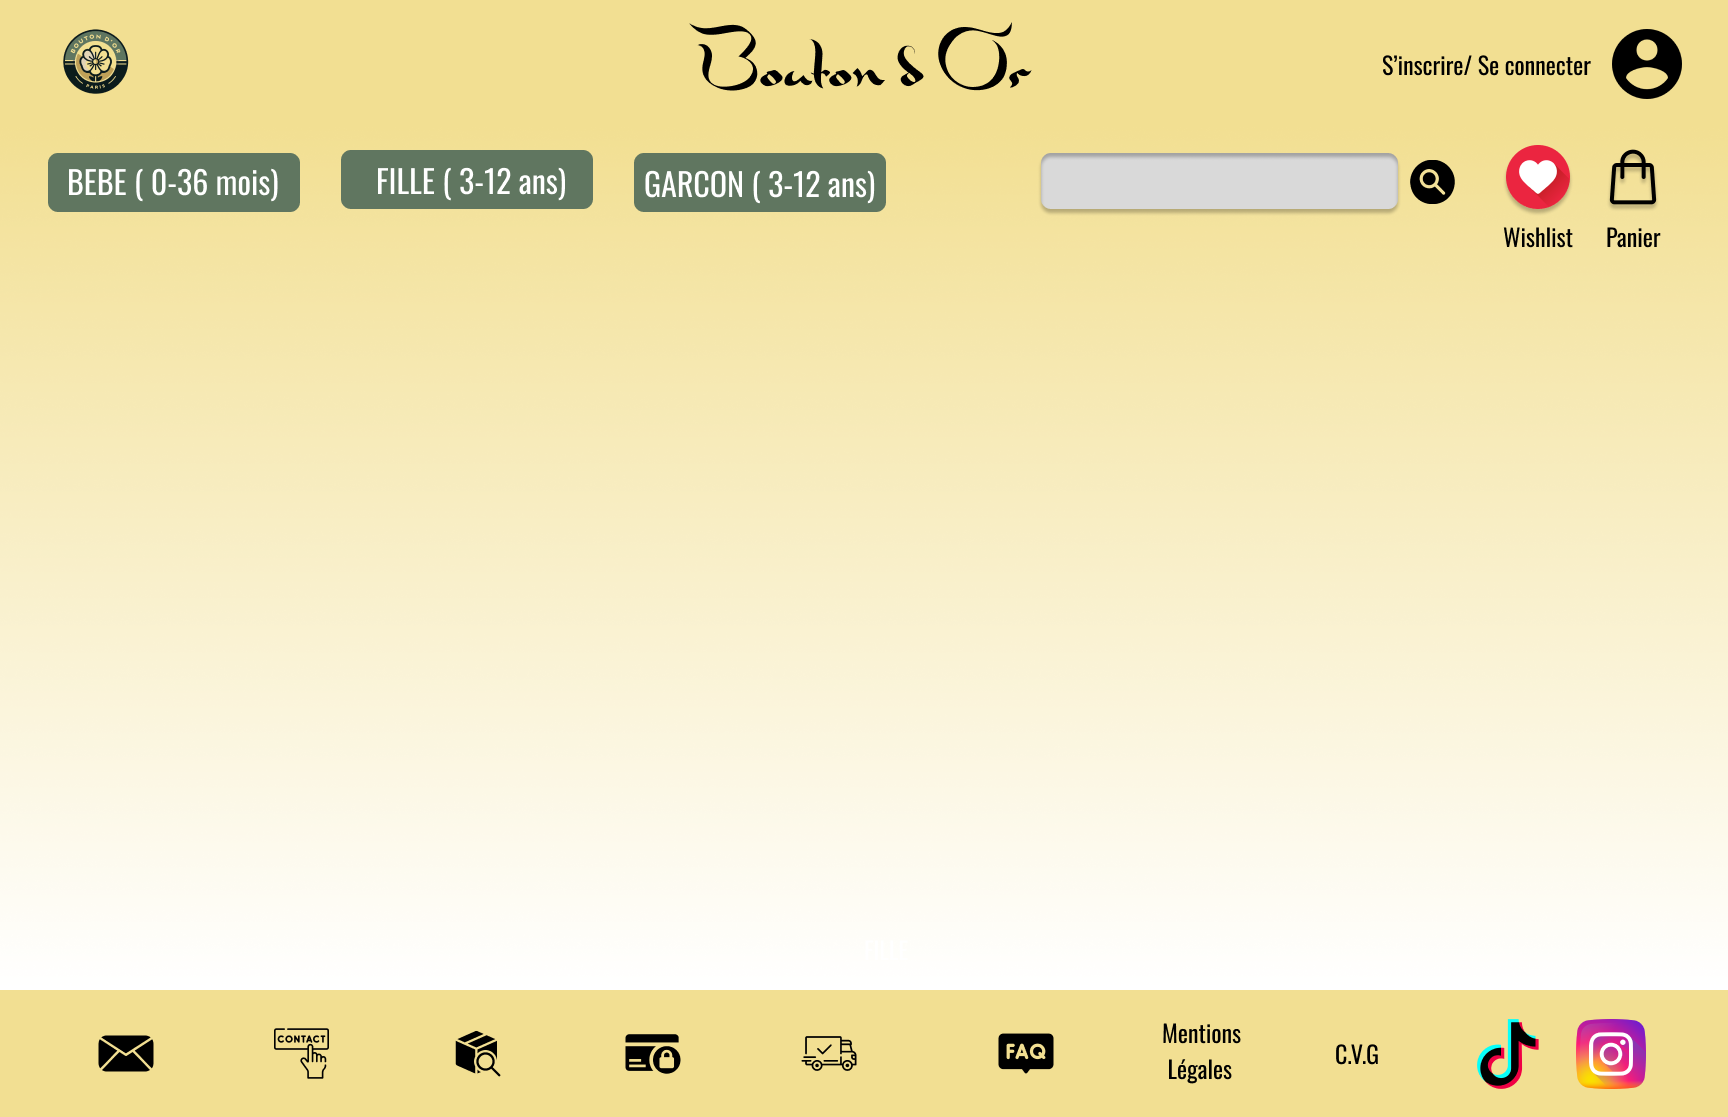 BOUTON D'OR
PARIS
Bouton d Or
S'inscrire/ Se connecter
BEBE ( 0-36 mois)
FILLE ( 3-12 ans)
GARCON ( 3-12 ans)
Wishlist
Panier
CONTACT
FAQ
Mentions
Légales
C.V.G